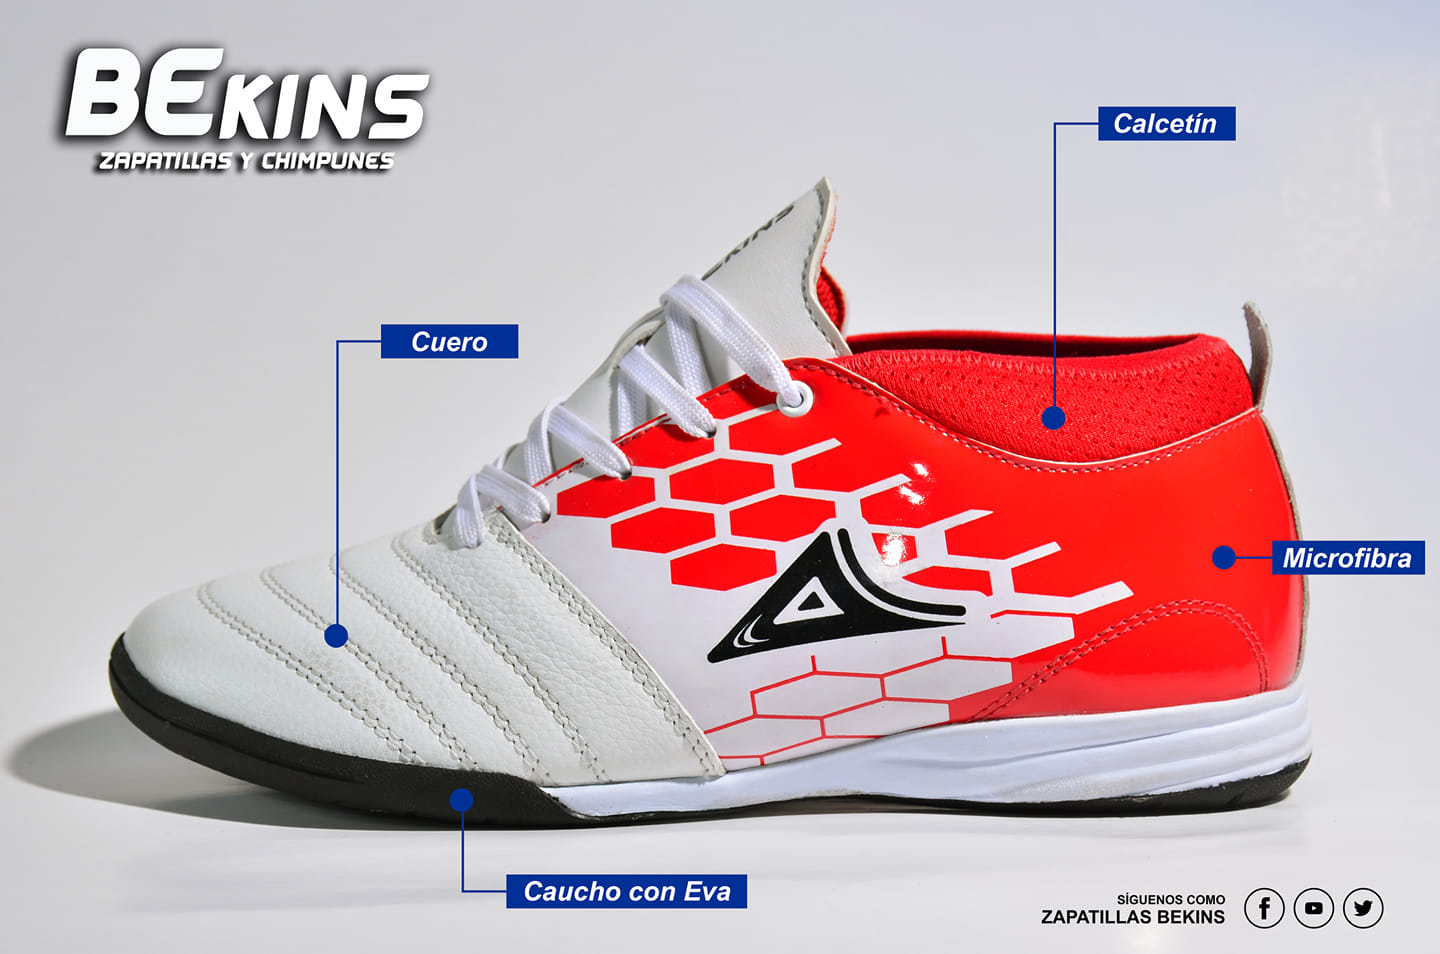 BEKINS
ZAPATILLAS Y CHIMPUNES
Calcetín
Cuero
Microfibra
Caucho con Eva
SÍGUENOS COMO
ZAPATILLAS BEKINS